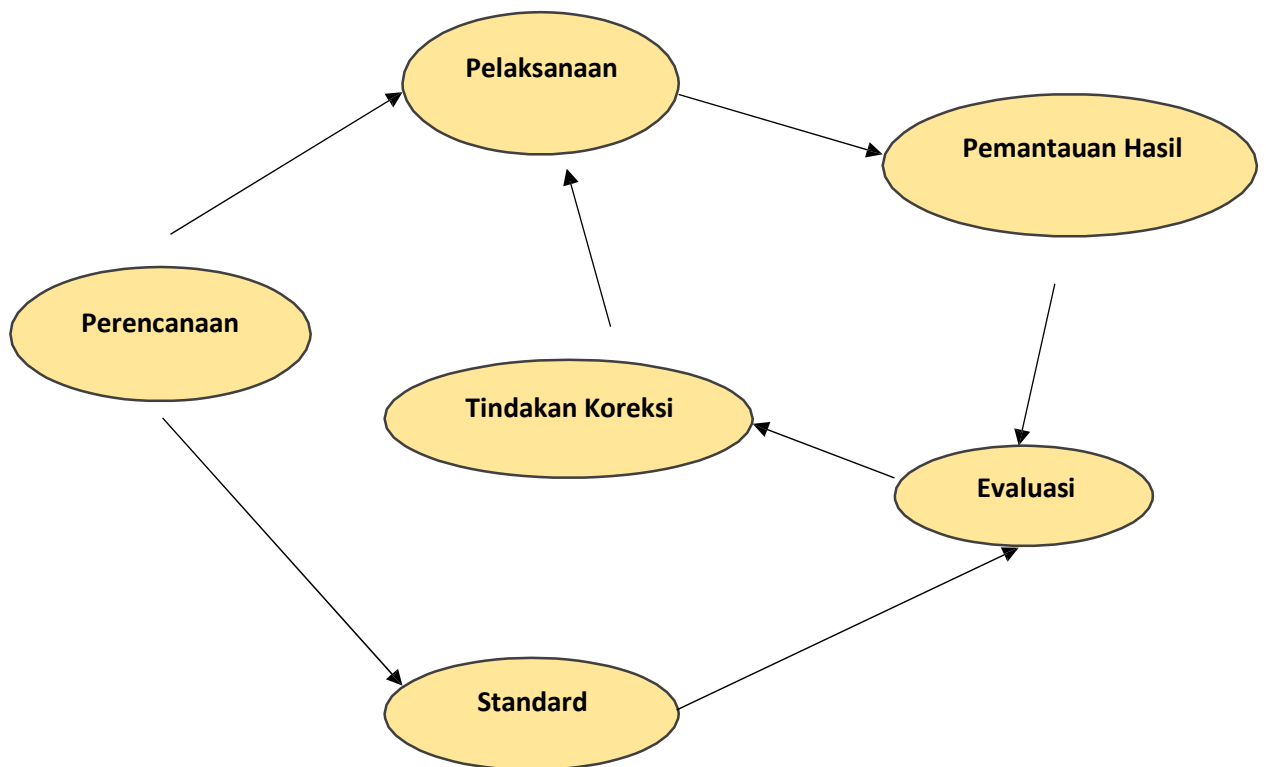 Pelaksanaan
Pemantauan Hasil
Perencanaan
Tindakan Koreksi
Evaluasi
Standard